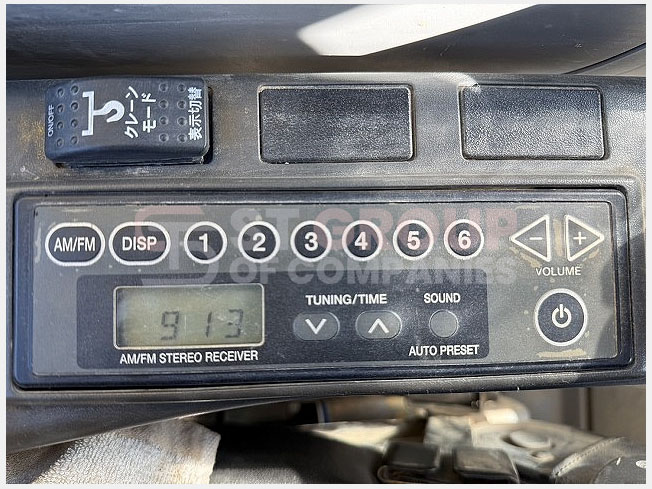 ON/OFF
クレーン
モード
表示切替
ST GROUP
OF COMPANIES
AM/FM
DISP
1
2
3
4
5
6
−
+
VOLUME
TUNING/TIME
SOUND
913
AM/FM STEREO RECEIVER
AUTO PRESET